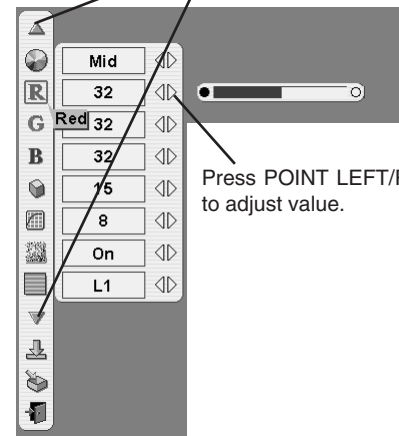 Mid
R 32
G Red 32
B 32
15
8
On
L1
Press POINT LEFT/
to adjust value.